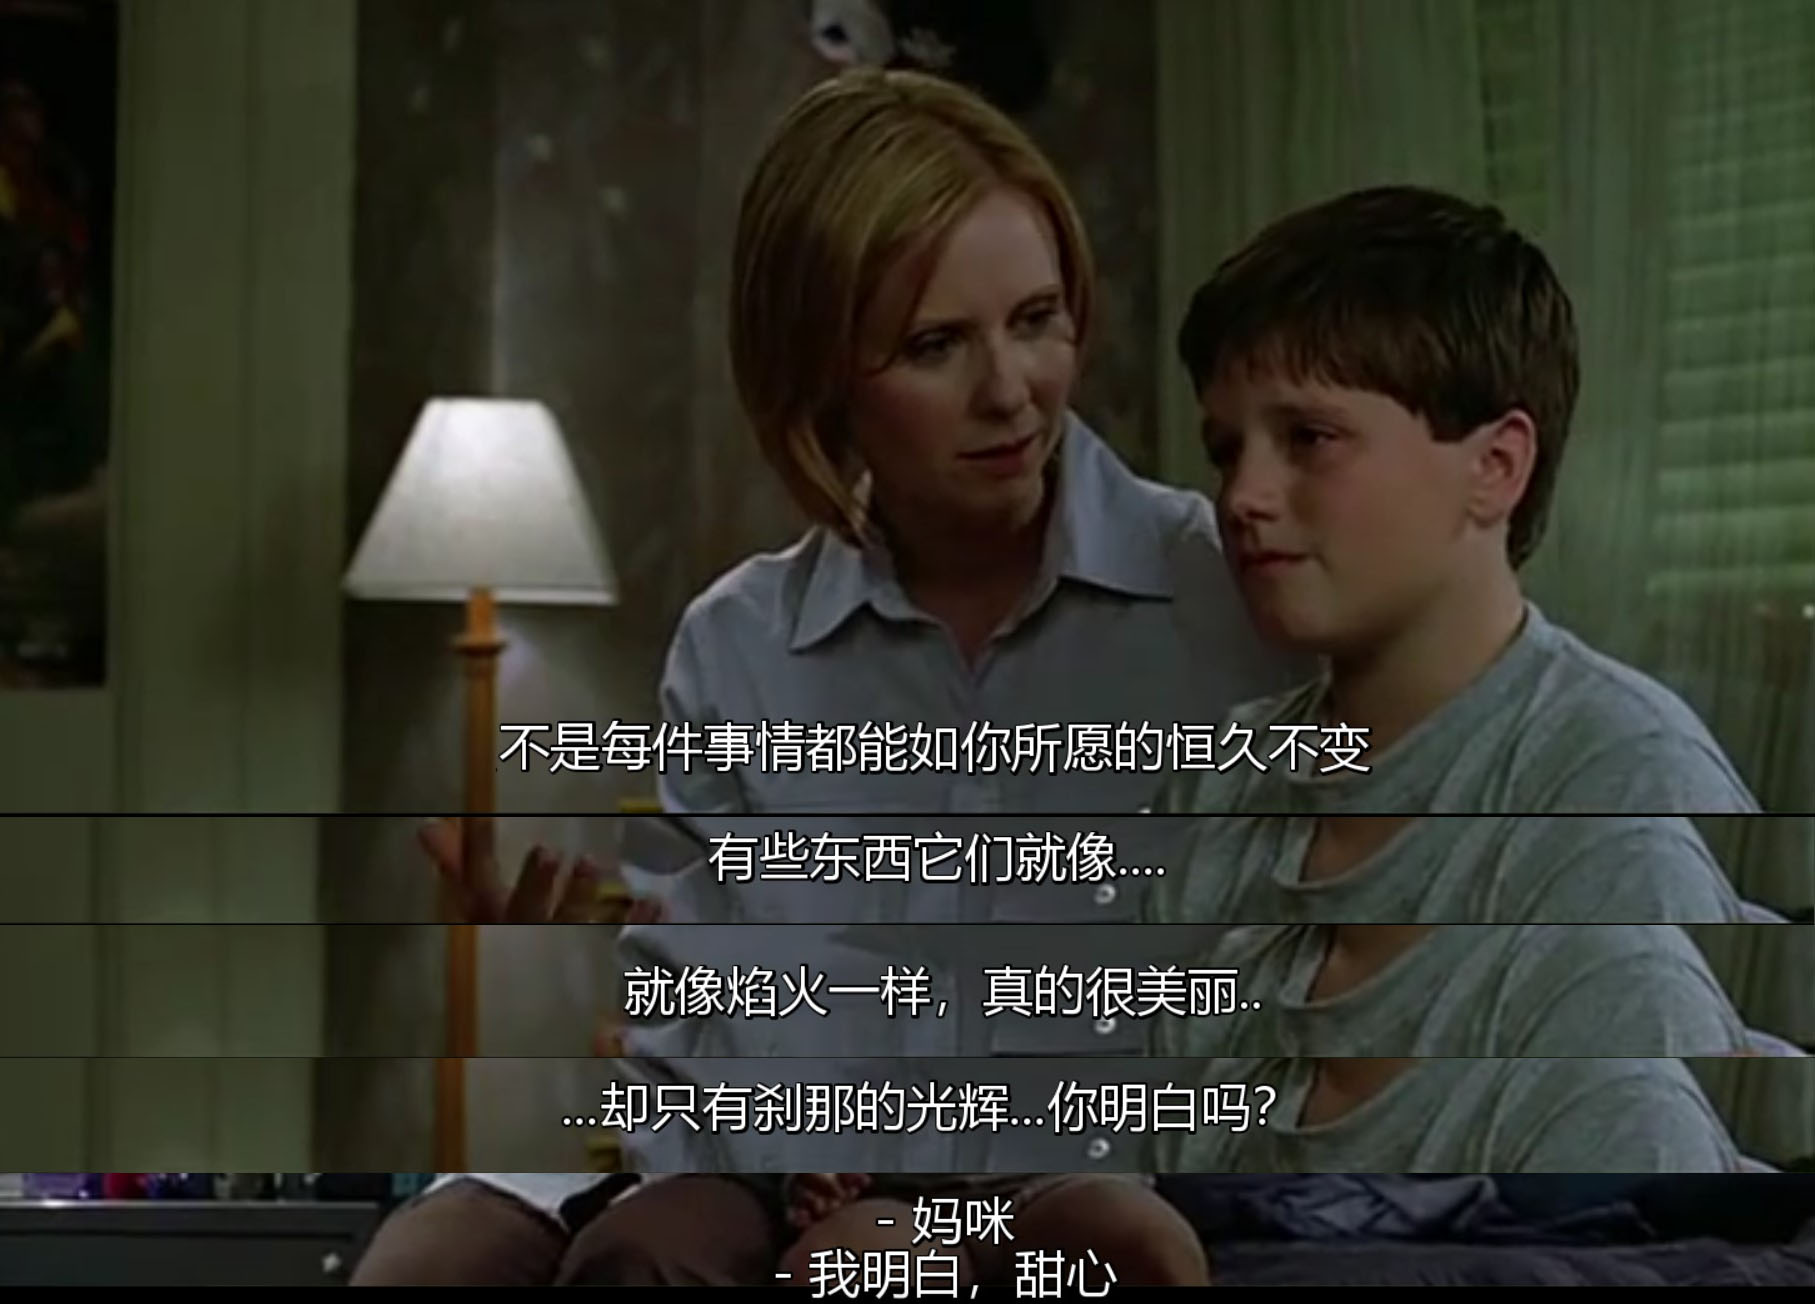 不是每件事情都能如你所愿的恒久不变
有些东西它们就像....
就像焰火一样，真的很美丽..
...却只有刹那的光辉...你明白吗?
- 妈咪
- 我明白，甜心